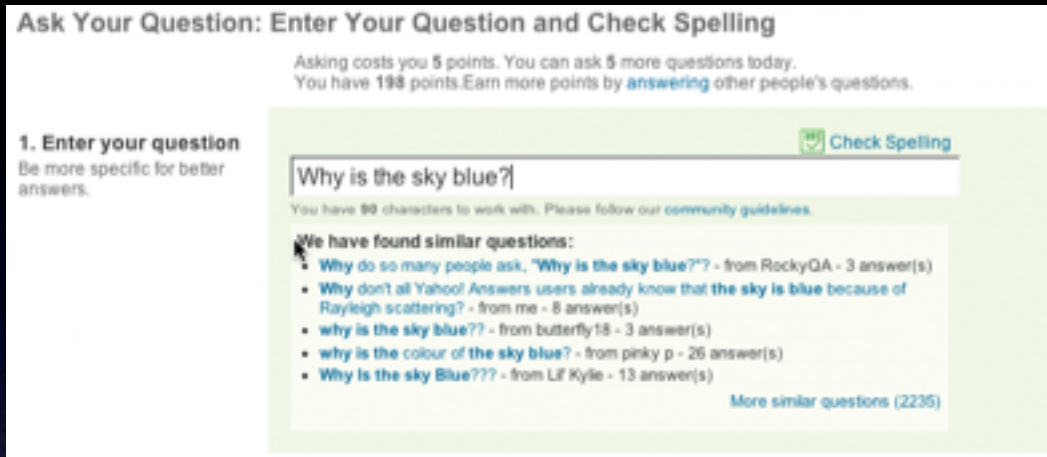 Ask Your Question: Enter Your Question and Check Spelling
Asking costs you 5 points. You can ask 5 more questions today.
You have 198 points.Earn more points by answering other people's questions.
1. Enter your question
Be more specific for better
answers.
Check Spelling
Why is the sky blue?
You have 90 characters to work with. Please follow our community guidelines.
We have found similar questions:
Why do so many people ask, "Why is the sky blue?"? - from RockyQA - 3 answer(s)
Why don't all Yahoo! Answers users already know that the sky is blue because of
Rayleigh scattering? - from me - 8 answer(s)
why is the sky blue?? - from butterfly18 - 3 answer(s)
why is the colour of the sky blue? - from pinky p - 26 answer(s)
Why Is the sky Blue??? - from Lil' Kylie - 13 answer(s)
More similar questions (2235)